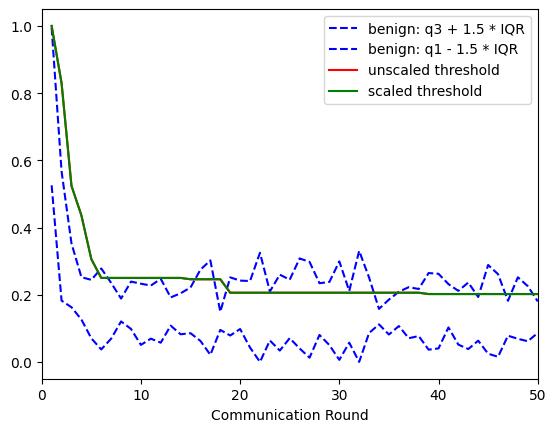 1.0
0.8
0.6
0.4
0.2
0.0
benign: q3 + 1.5 * IQR
benign: q1 - 1.5 * IQR
unscaled threshold
scaled threshold
0 10 20 30 40 50
Communication Round